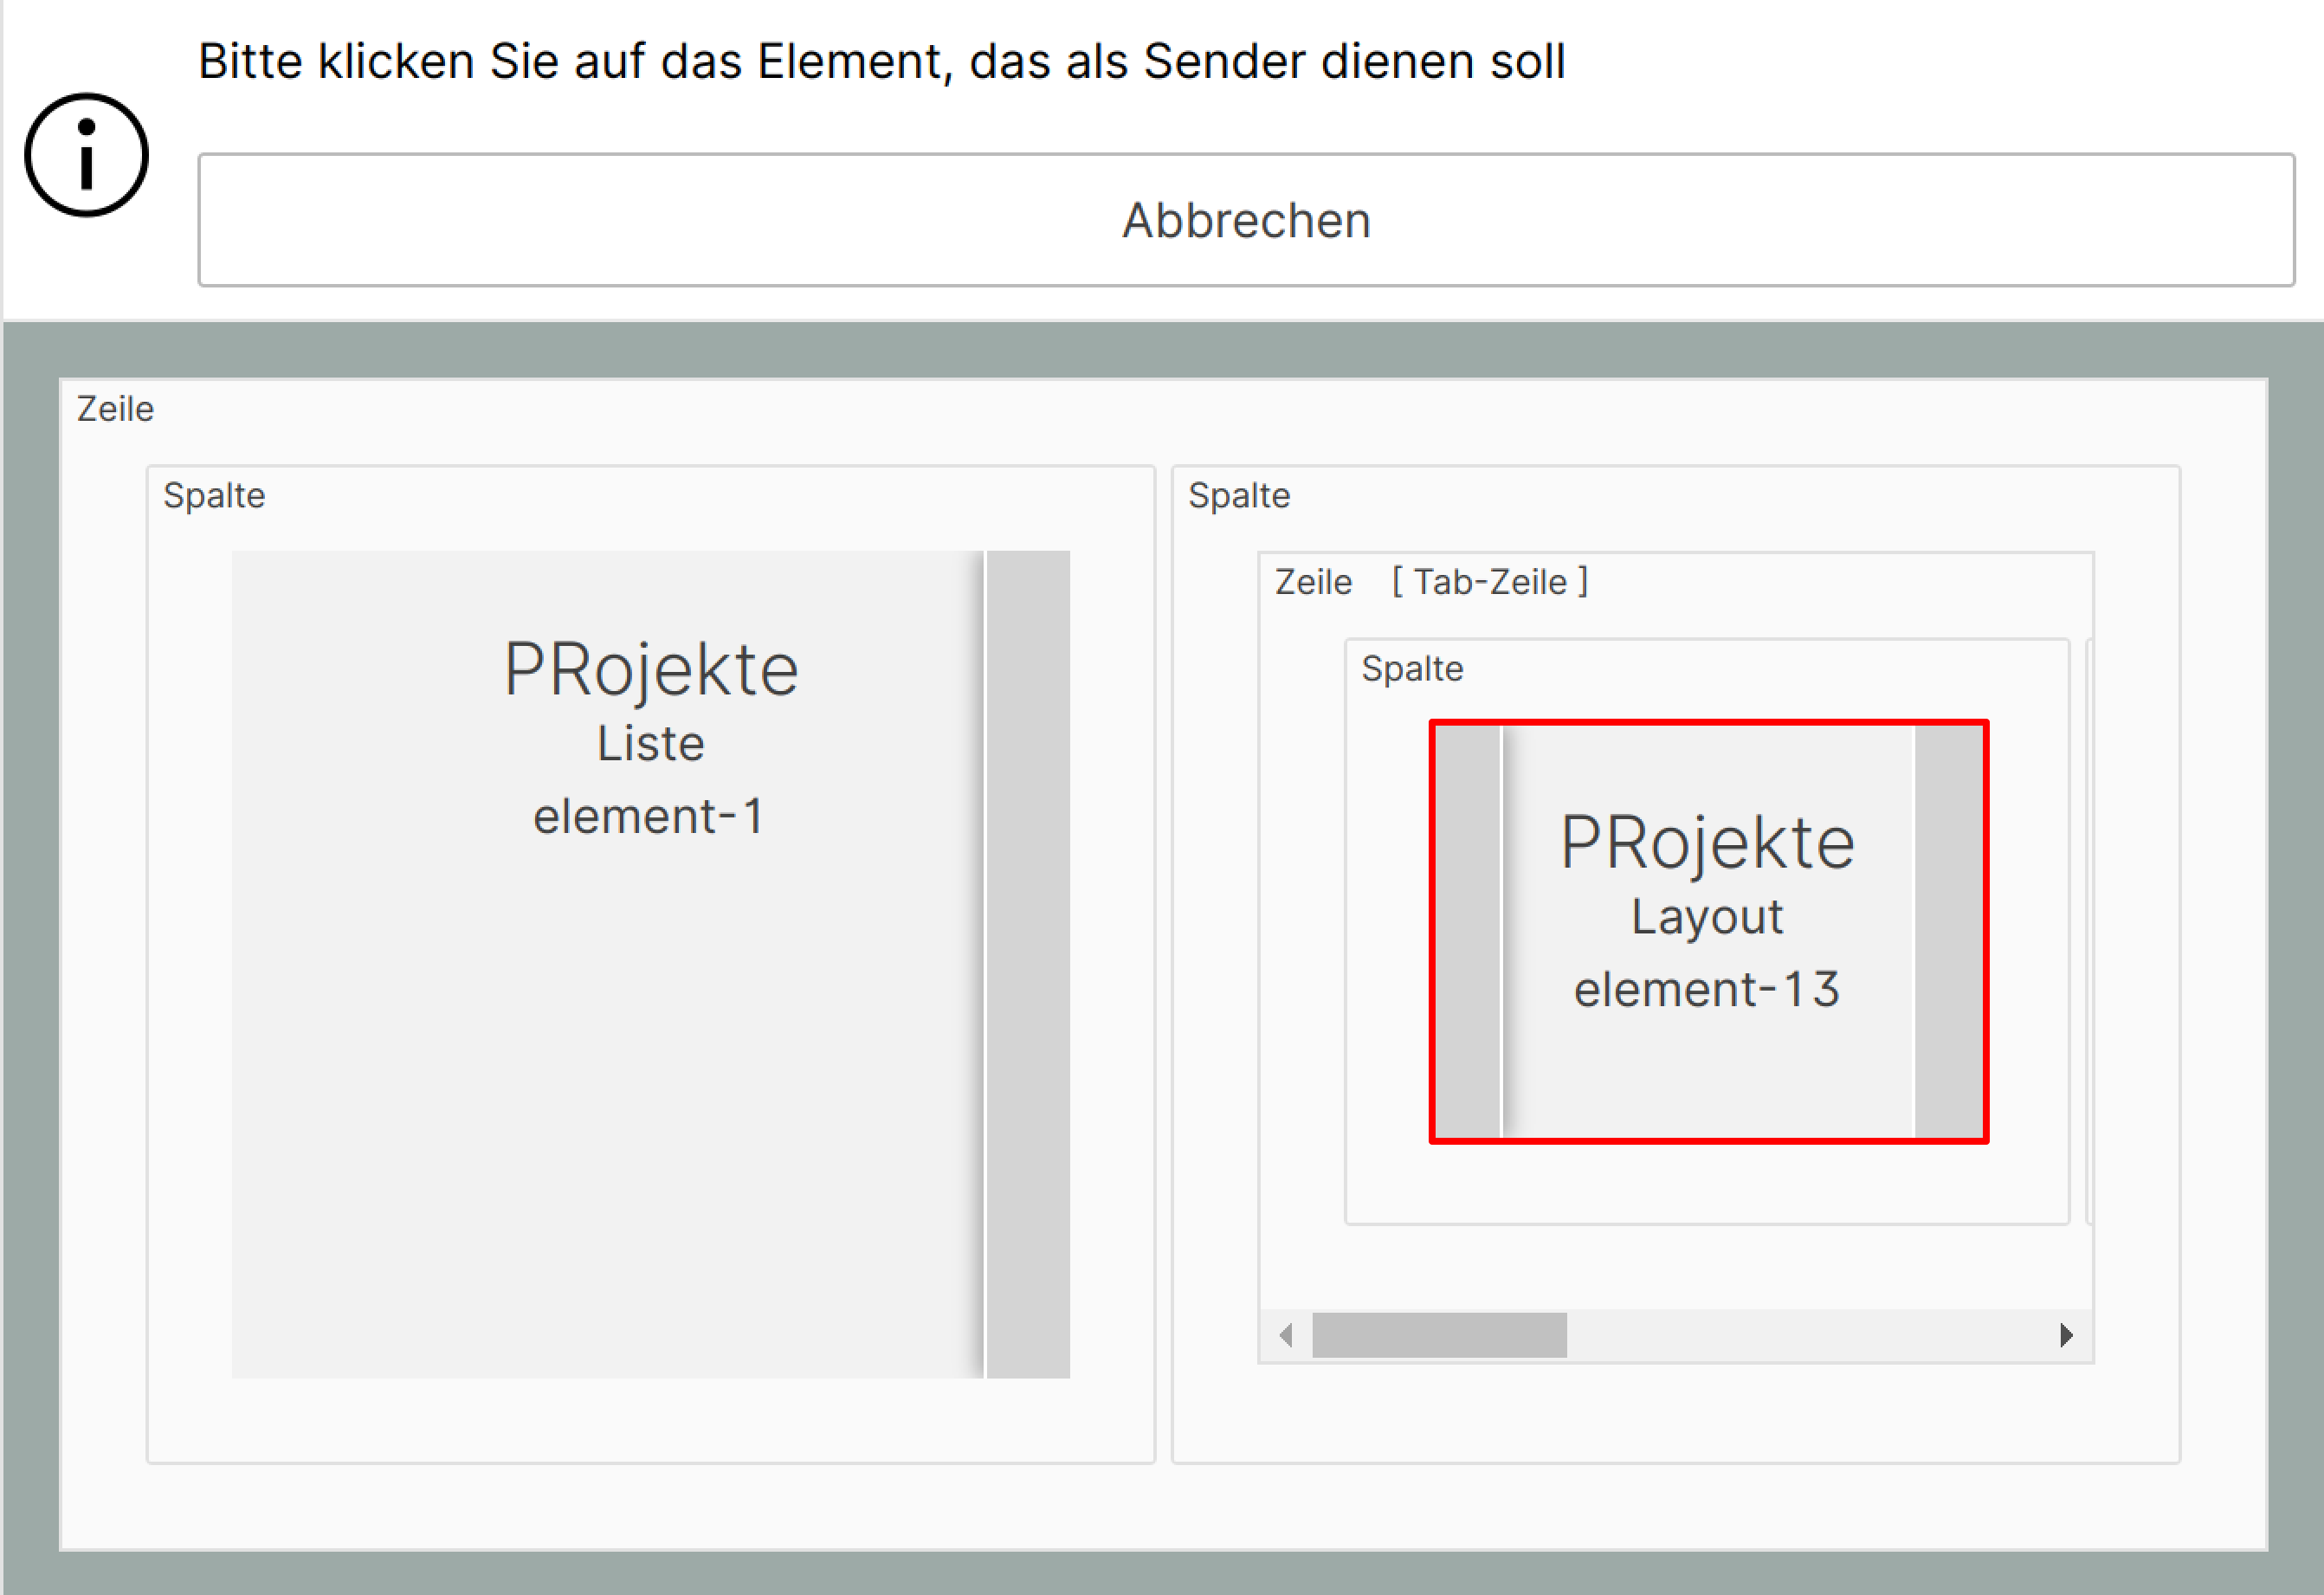 Bitte klicken Sie auf das Element, das als Sender dienen soll
Abbrechen
Zeile
Spalte
PRojekte
Liste
element-1
Spalte
Zeile [ Tab-Zeile ]
Spalte
PRojekte
Layout
element-13